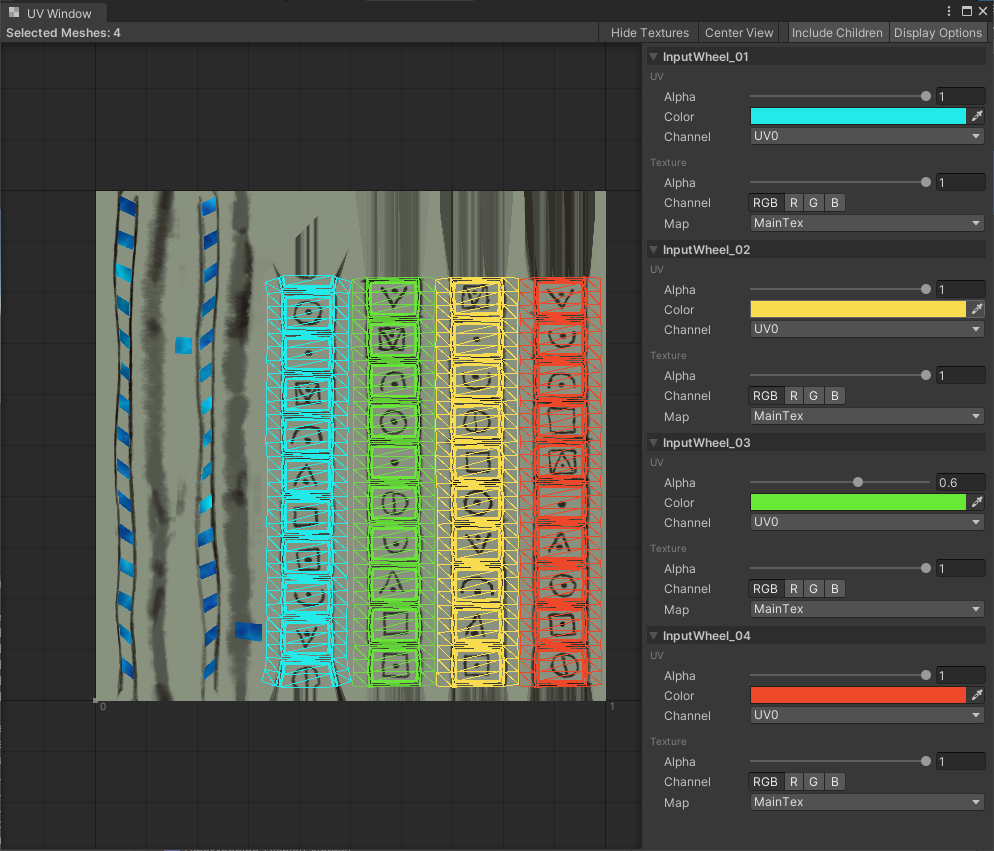 UV Window
Selected Meshes: 4
Hide Textures Center View Include Children Display Options
InputWheel_01
UV
Alpha 1
Color
Channel UV0
Texture
Alpha 1
Channel RGB R G B
Map MainTex
InputWheel_02
UV
Alpha 1
Color
Channel UV0
Texture
Alpha 1
Channel RGB R G B
Map MainTex
InputWheel_03
UV
Alpha 0.6
Color
Channel UV0
Texture
Alpha 1
Channel RGB R G B
Map MainTex
InputWheel_04
UV
Alpha 1
Color
Channel UV0
Texture
Alpha 1
Channel RGB R G B
Map MainTex
0 1